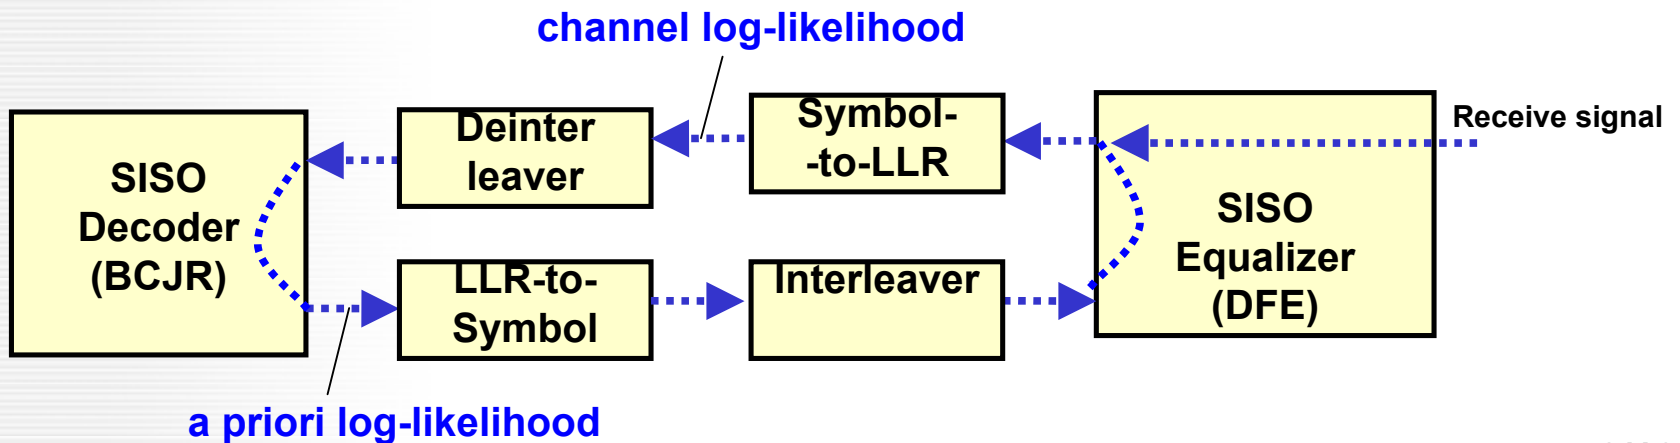 channel log-likelihood
Receive signal
SISO
Decoder
(BCJR)
Deinter
leaver
Symbol-
-to-LLR
SISO
Equalizer
(DFE)
LLR-to-
Symbol
Interleaver
a priori log-likelihood